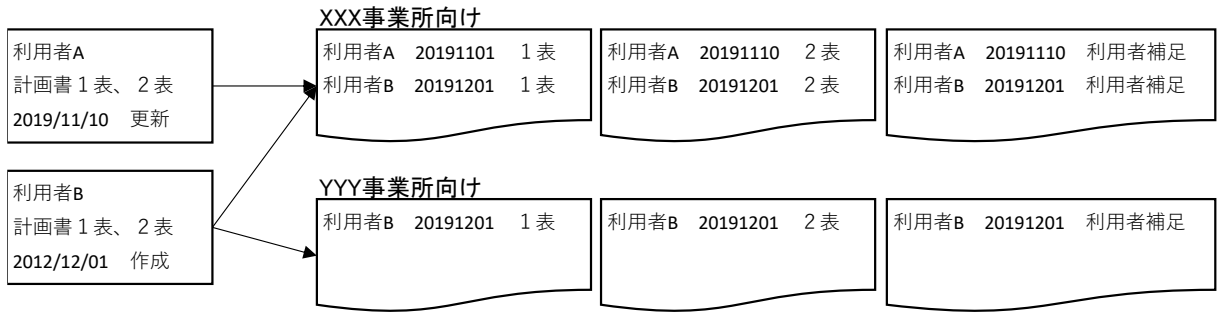 利用者A
計画書１表、２表
2019/11/10　更新
利用者B
計画書１表、２表
2012/12/01　作成
XXX事業所向け
利用者A　20191101　１表
利用者B　20191201　１表
利用者A　20191110　２表
利用者B　20191201　２表
利用者A　20191110　利用者補足
利用者B　20191201　利用者補足
YYY事業所向け
利用者B　20191201　１表
利用者B　20191201　２表
利用者B　20191201　利用者補足